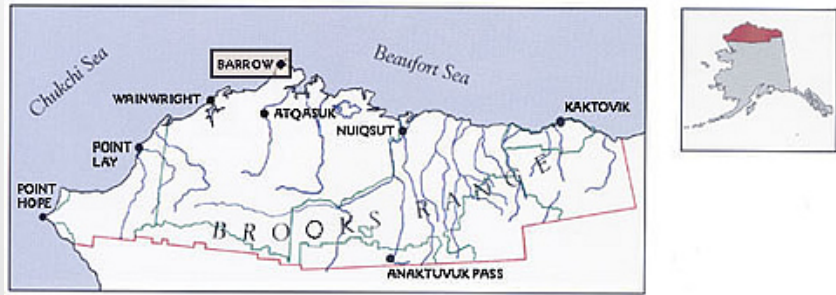 BARROW
Beaufort Sea
Chukchi Sea
WAINWRIGHT
KAKTOVIK
ATQASUK
NUIQSUT
POINT
LAY
POINT
HOPE
BROOKS RANGE
ANAKTUVUK PASS